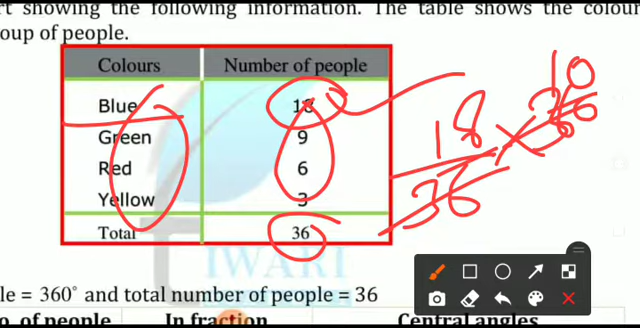 rt showing the following information. The table shows the colour
oup of people.
Colours Number of people
Blue 18
Green 9
Red 6
Yellow 3
Total 36
18
36
10
IWARI
le = 360° and total number of people = 36
o. of people In fraction Central angles